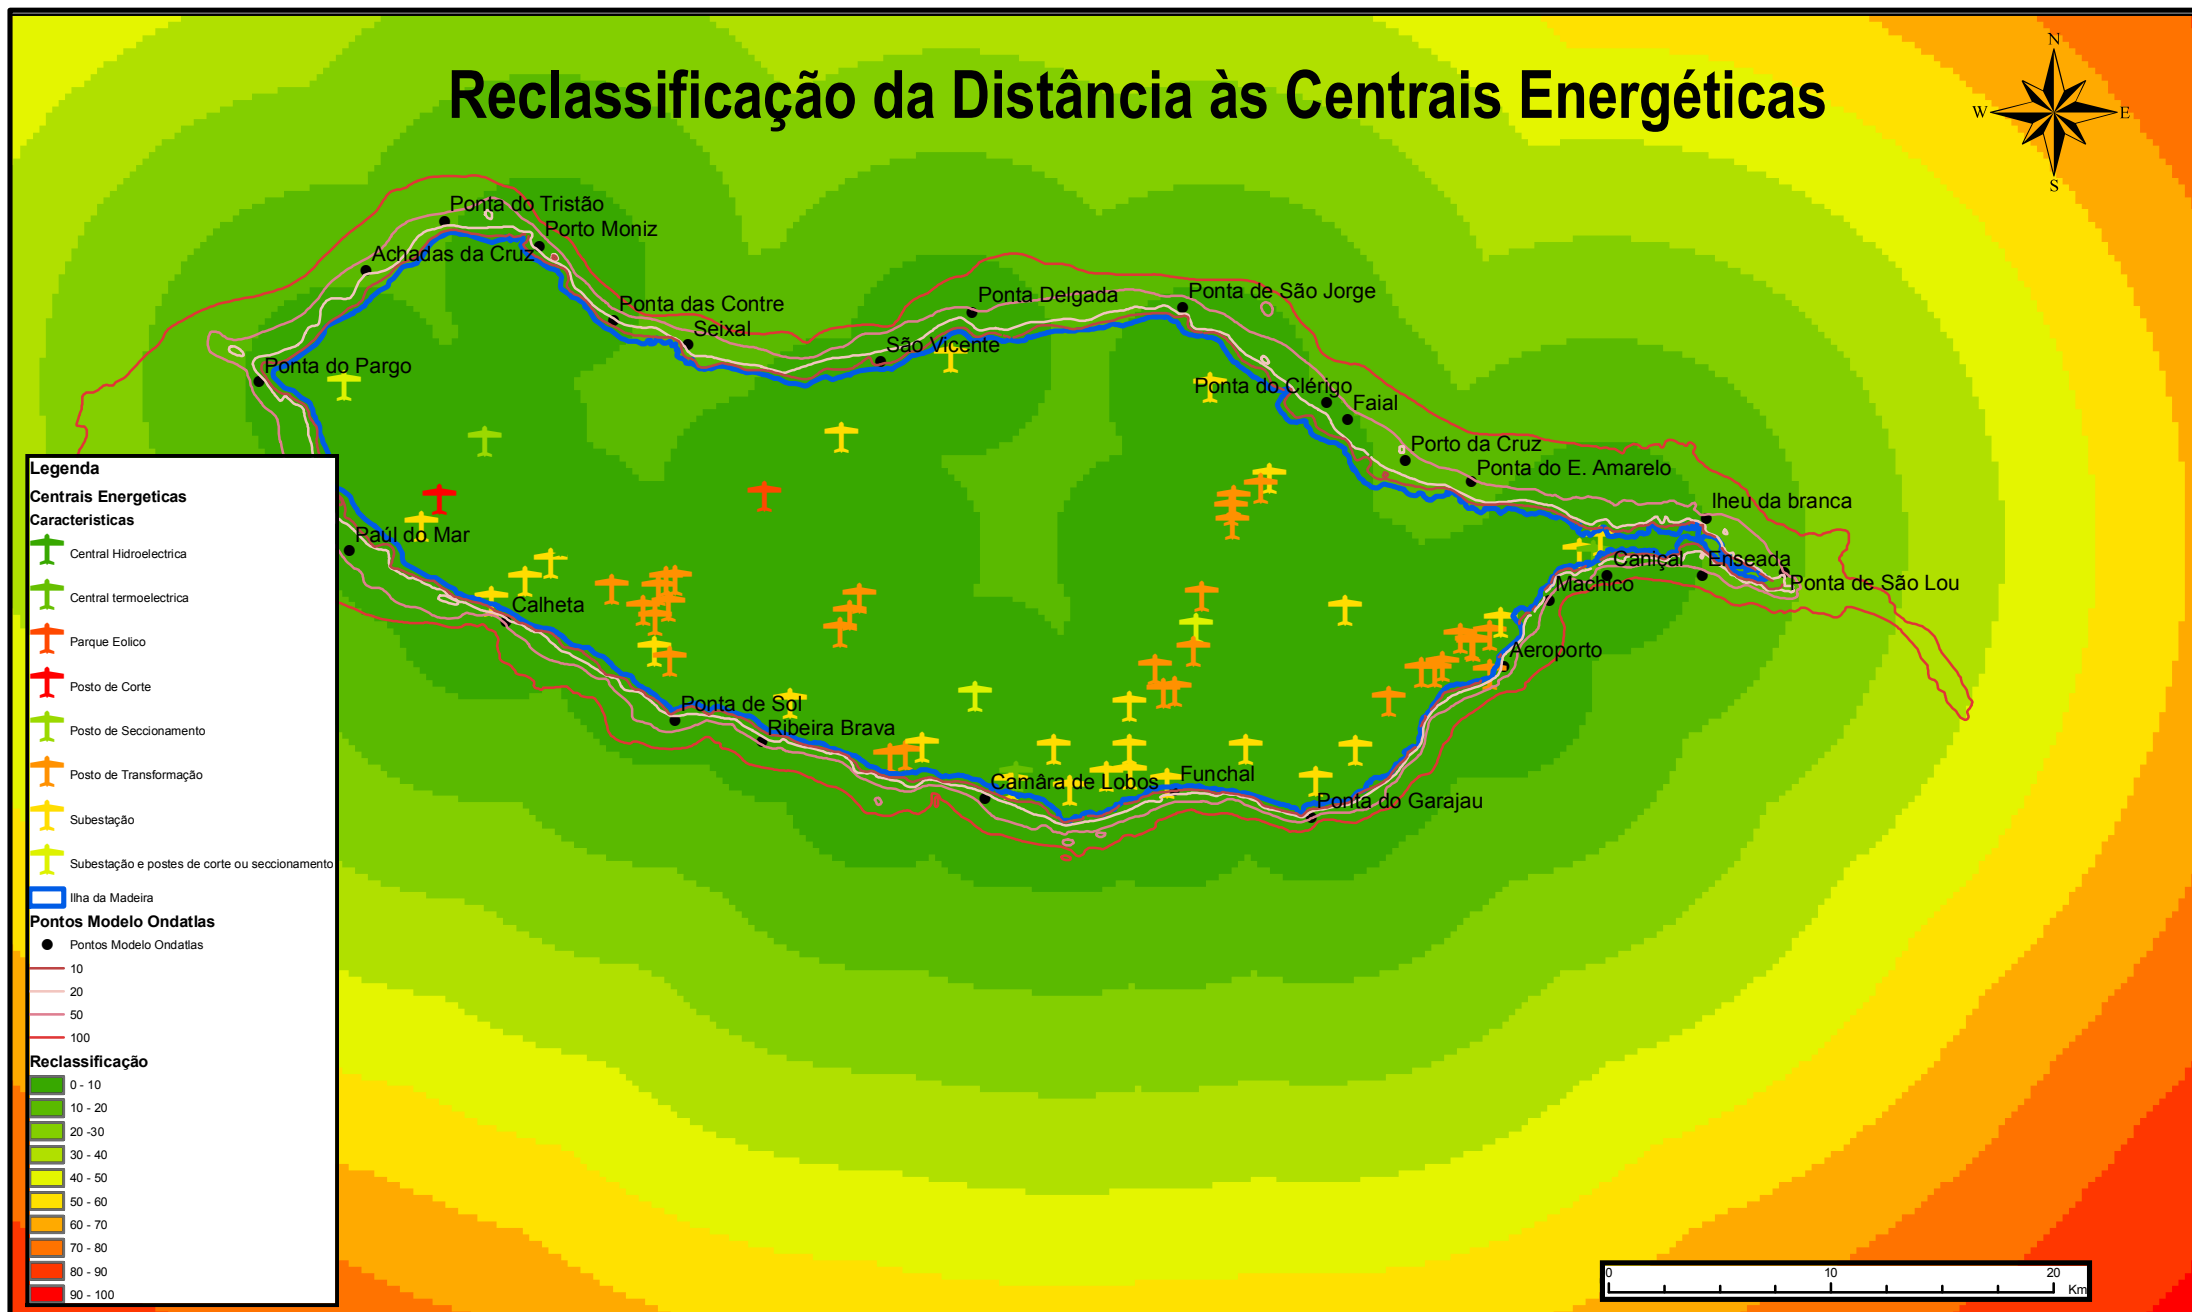 Reclassificação da Distância às Centrais Energéticas
N
W
E
S
Ponta do Tristão
Porto Moniz
Achadas da Cruz
Ponta das Contre
Seixal
Ponta Delgada
Ponta de São Jorge
São Vicente
Ponta do Pargo
Ponta do Clérigo
Faial
Porto da Cruz
Ponta do E. Amarelo
Ilheu da branca
Paúl do Mar
Caniçal
Enseada
Machico
Ponta de São Lou
Calheta
Aeroporto
Ponta de Sol
Ribeira Brava
Camâra de Lobos
Funchal
Ponta do Garajau
Legenda
Centrais Energeticas
Caracteristicas
Central Hidroelectrica
Central termoelectrica
Parque Eolico
Posto de Corte
Posto de Seccionamento
Posto de Transformação
Subestação
Subestação e postes de corte ou seccionamento
Ilha da Madeira
Pontos Modelo Ondatlas
Pontos Modelo Ondatlas
10
20
50
100
Reclassificação
0 - 10
10 - 20
20 -30
30 - 40
40 - 50
50 - 60
60 - 70
70 - 80
80 - 90
90 - 100
0 10 20
Km